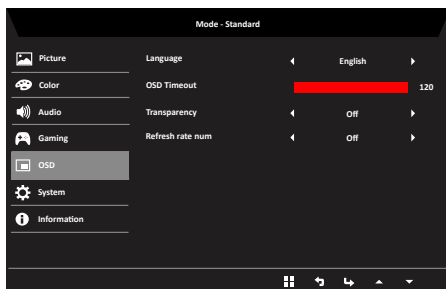 Mode - Standard
Picture
Language
English
Color
OSD Timeout
120
Audio
Transparency
Off
Gaming
Refresh rate num
Off
OSD
System
Information